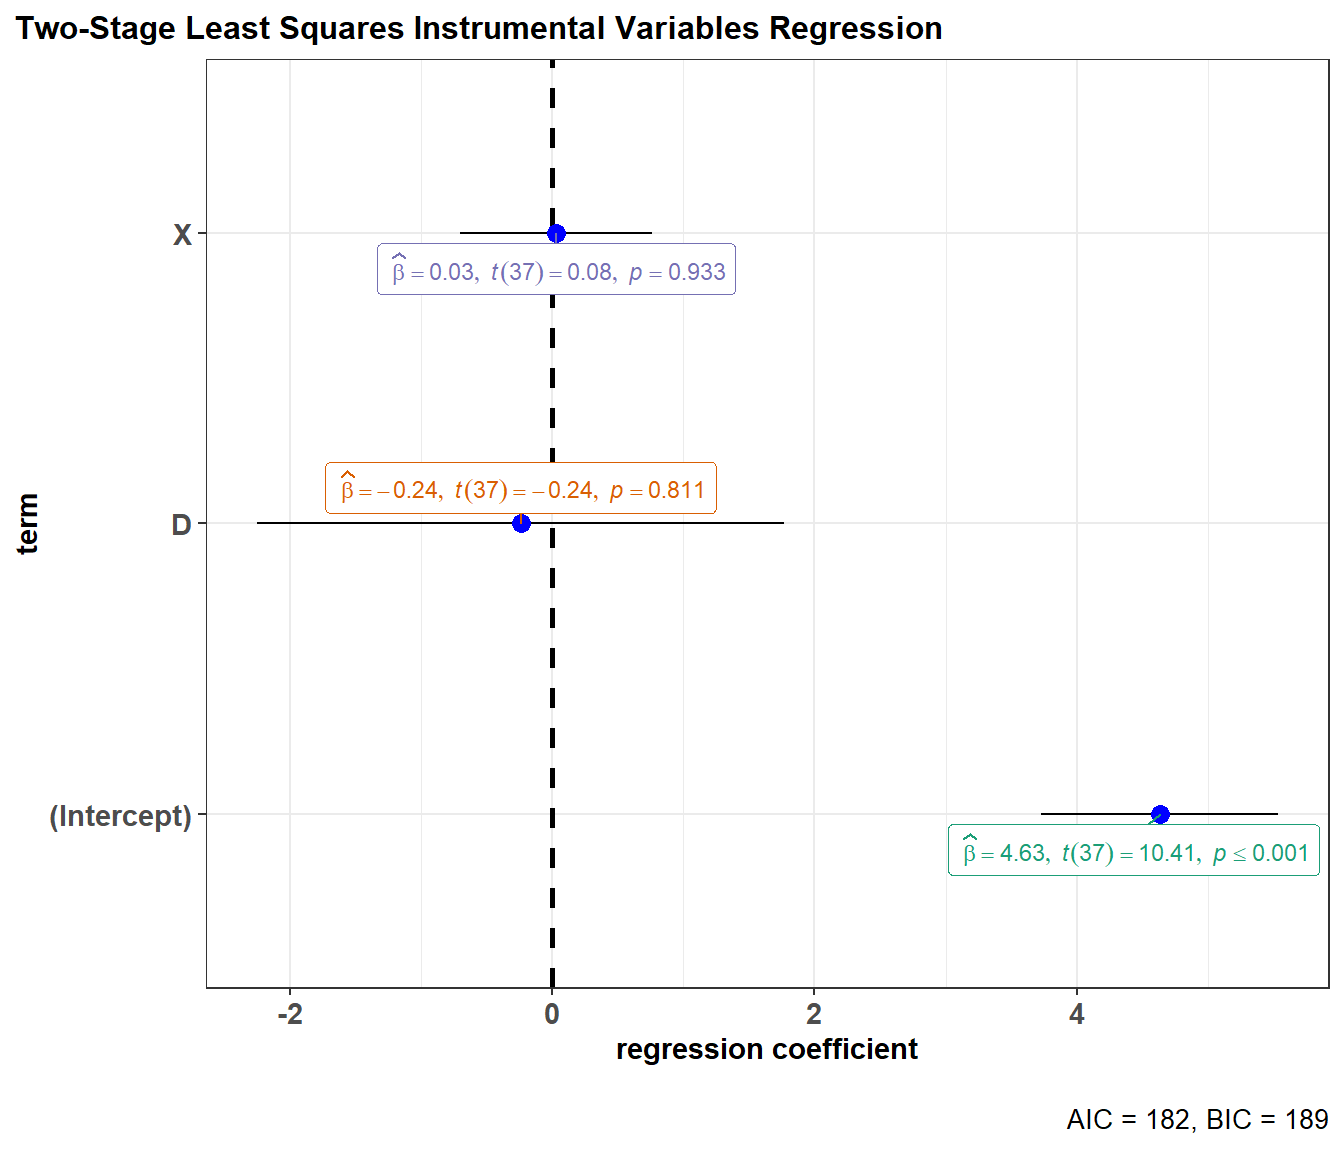 Two-Stage Least Squares Instrumental Variables Regression
term
X
β̂ = 0.03, t(37) = 0.08, p = 0.933
D
β̂ = −0.24, t(37) = −0.24, p = 0.811
(Intercept)
β̂ = 4.63, t(37) = 10.41, p ≤ 0.001
-2 0 2 4
regression coefficient
AIC = 182, BIC = 189